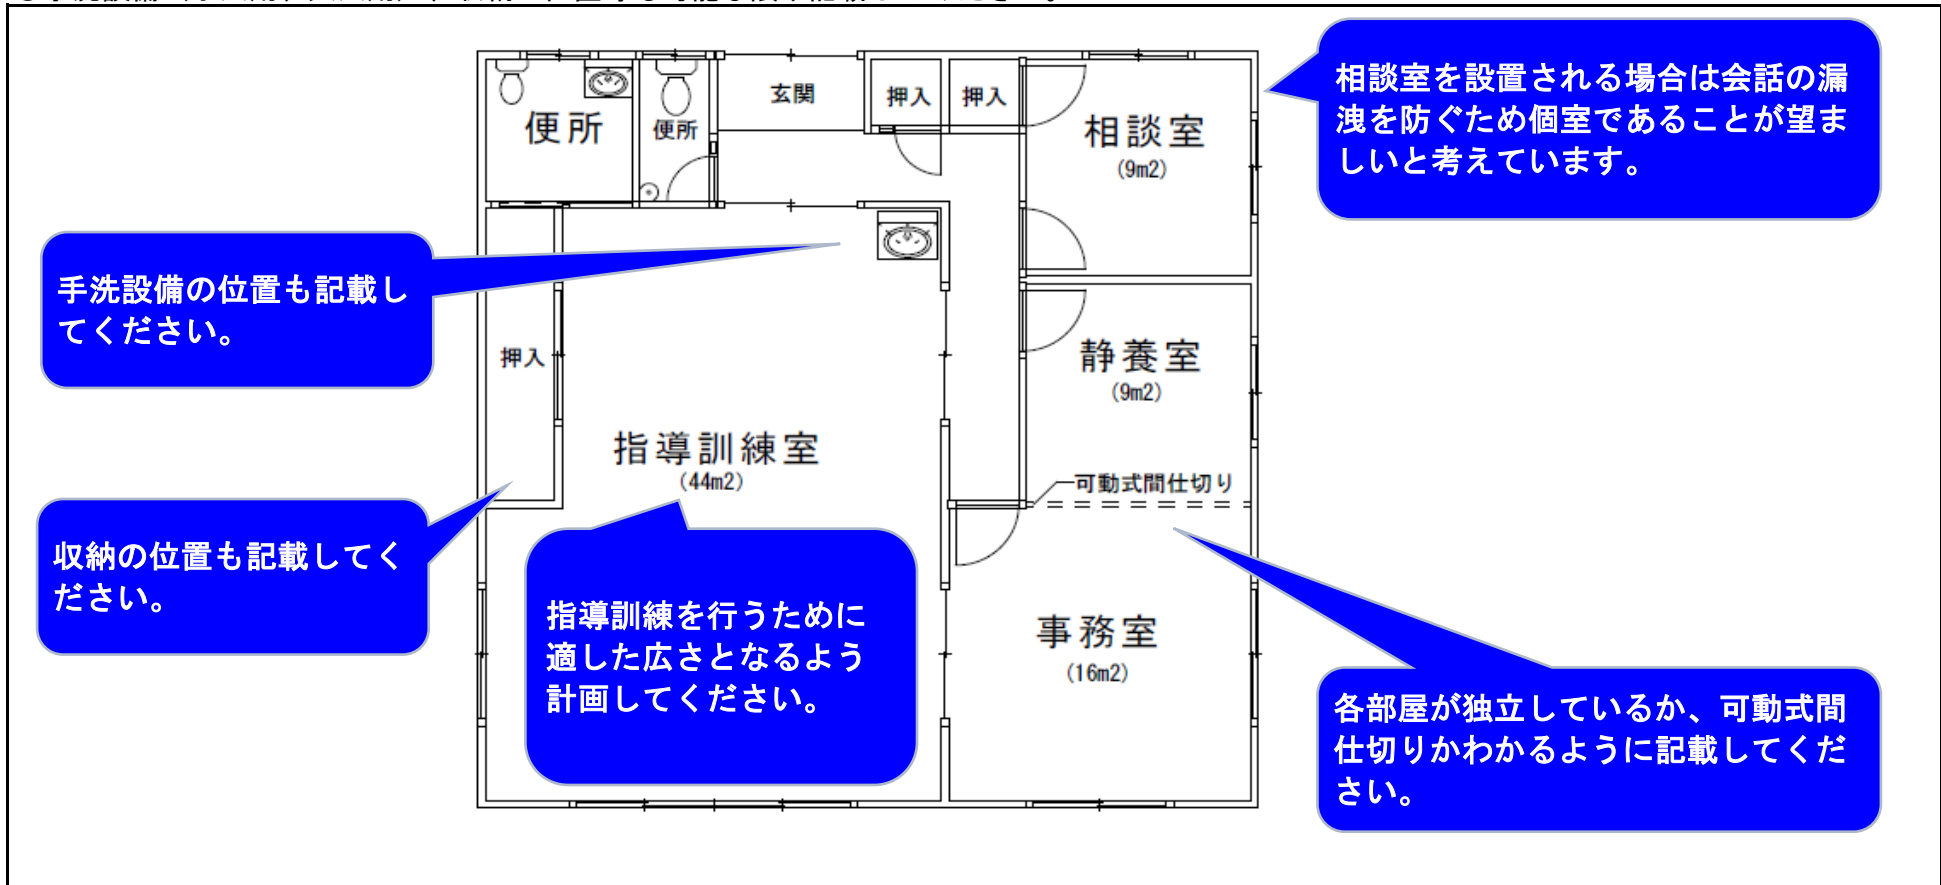 玄関
押入
押入
便所
便所
相談室
(9m2)
相談室を設置される場合は会話の漏
洩を防ぐため個室であることが望ま
しいと考えています。
手洗設備の位置も記載し
てください。
押入
静養室
(9m2)
指導訓練室
(44m2)
可動式間仕切り
収納の位置も記載してく
ださい。
指導訓練を行うために
適した広さとなるよう
計画してください。
事務室
(16m2)
各部屋が独立しているか、可動式間
仕切りかわかるように記載してくだ
さい。